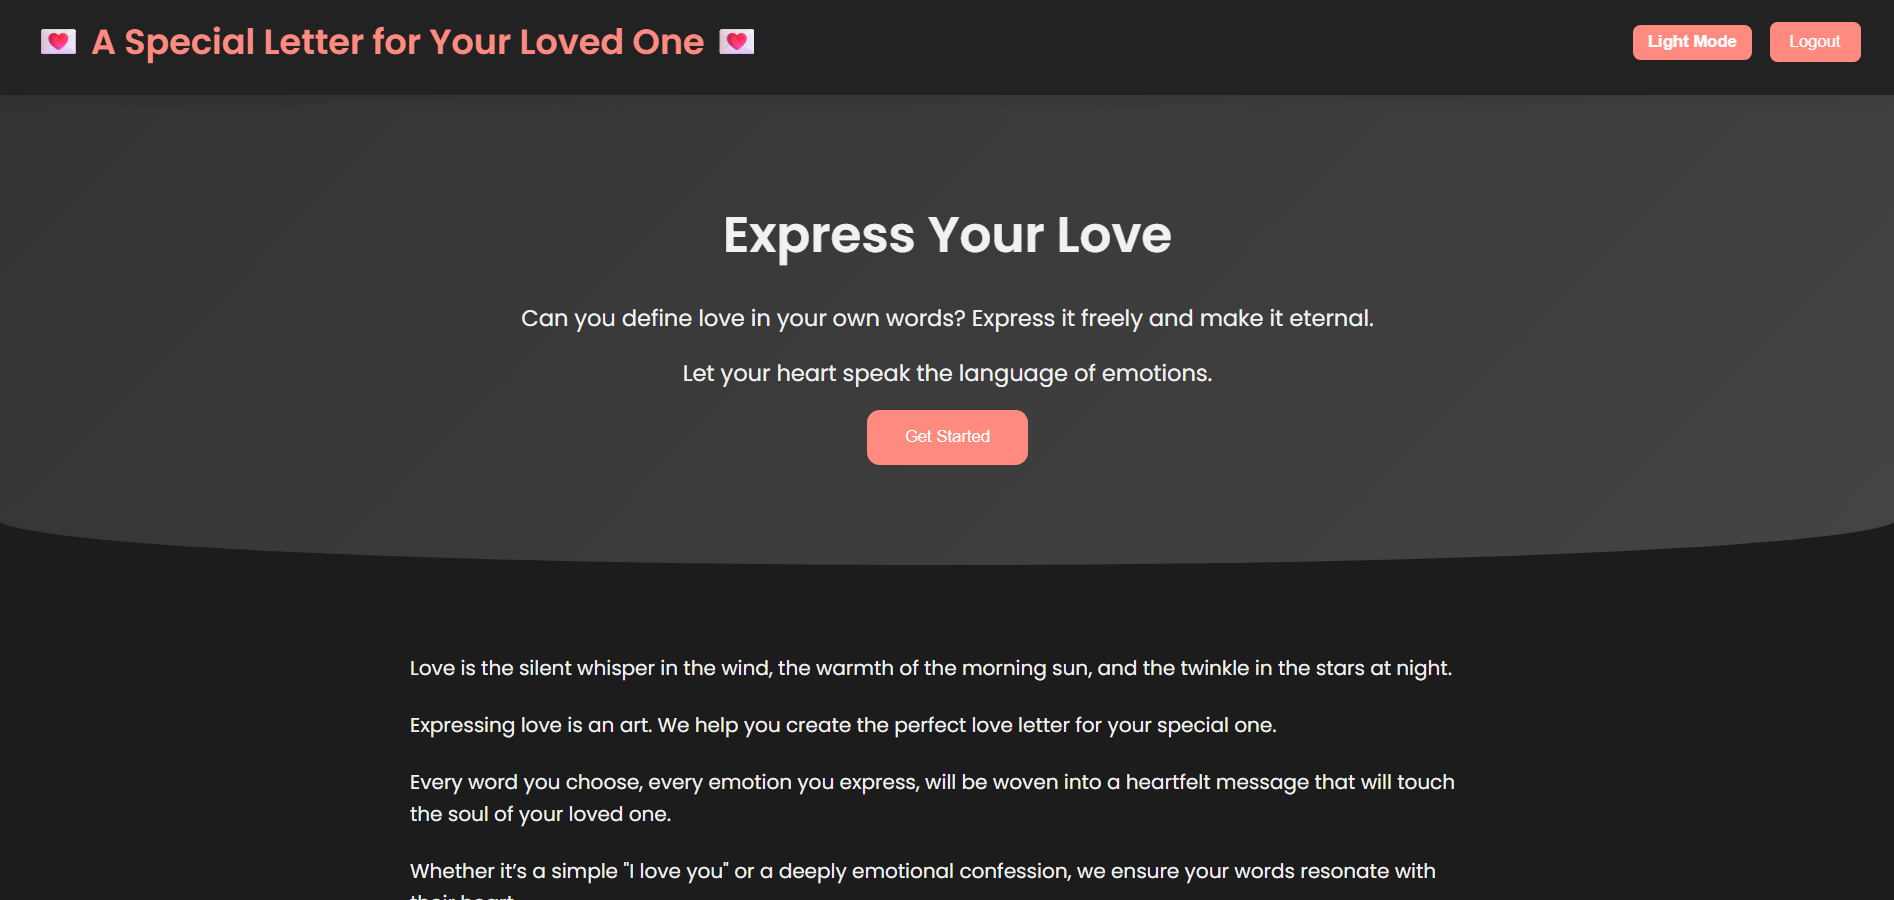 💌 A Special Letter for Your Loved One 💌
Light Mode
Logout
Express Your Love
Can you define love in your own words? Express it freely and make it eternal.
Let your heart speak the language of emotions.
Get Started
Love is the silent whisper in the wind, the warmth of the morning sun, and the twinkle in the stars at night.
Expressing love is an art. We help you create the perfect love letter for your special one.
Every word you choose, every emotion you express, will be woven into a heartfelt message that will touch
the soul of your loved one.
Whether it’s a simple "I love you" or a deeply emotional confession, we ensure your words resonate with
their heart.